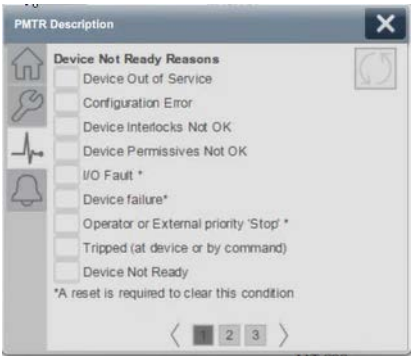 PMTR Description
Device Not Ready Reasons
Device Out of Service
Configuration Error
Device Interlocks Not OK
Device Permissives Not OK
I/O Fault *
Device failure*
Operator or External priority 'Stop' *
Tripped (at device or by command)
Device Not Ready
*A reset is required to clear this condition
1 2 3